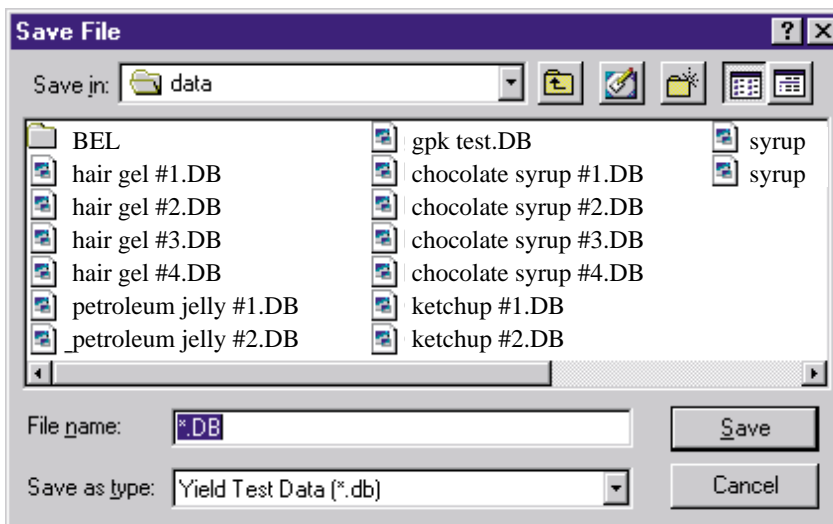 Save File
Save in: data
BEL
hair gel #1.DB
hair gel #2.DB
hair gel #3.DB
hair gel #4.DB
petroleum jelly #1.DB
_petroleum jelly #2.DB
gpk test.DB
chocolate syrup #1.DB
chocolate syrup #2.DB
chocolate syrup #3.DB
chocolate syrup #4.DB
ketchup #1.DB
ketchup #2.DB
syrup
syrup
File name: *.DB
Save
Save as type: Yield Test Data (*.db)
Cancel